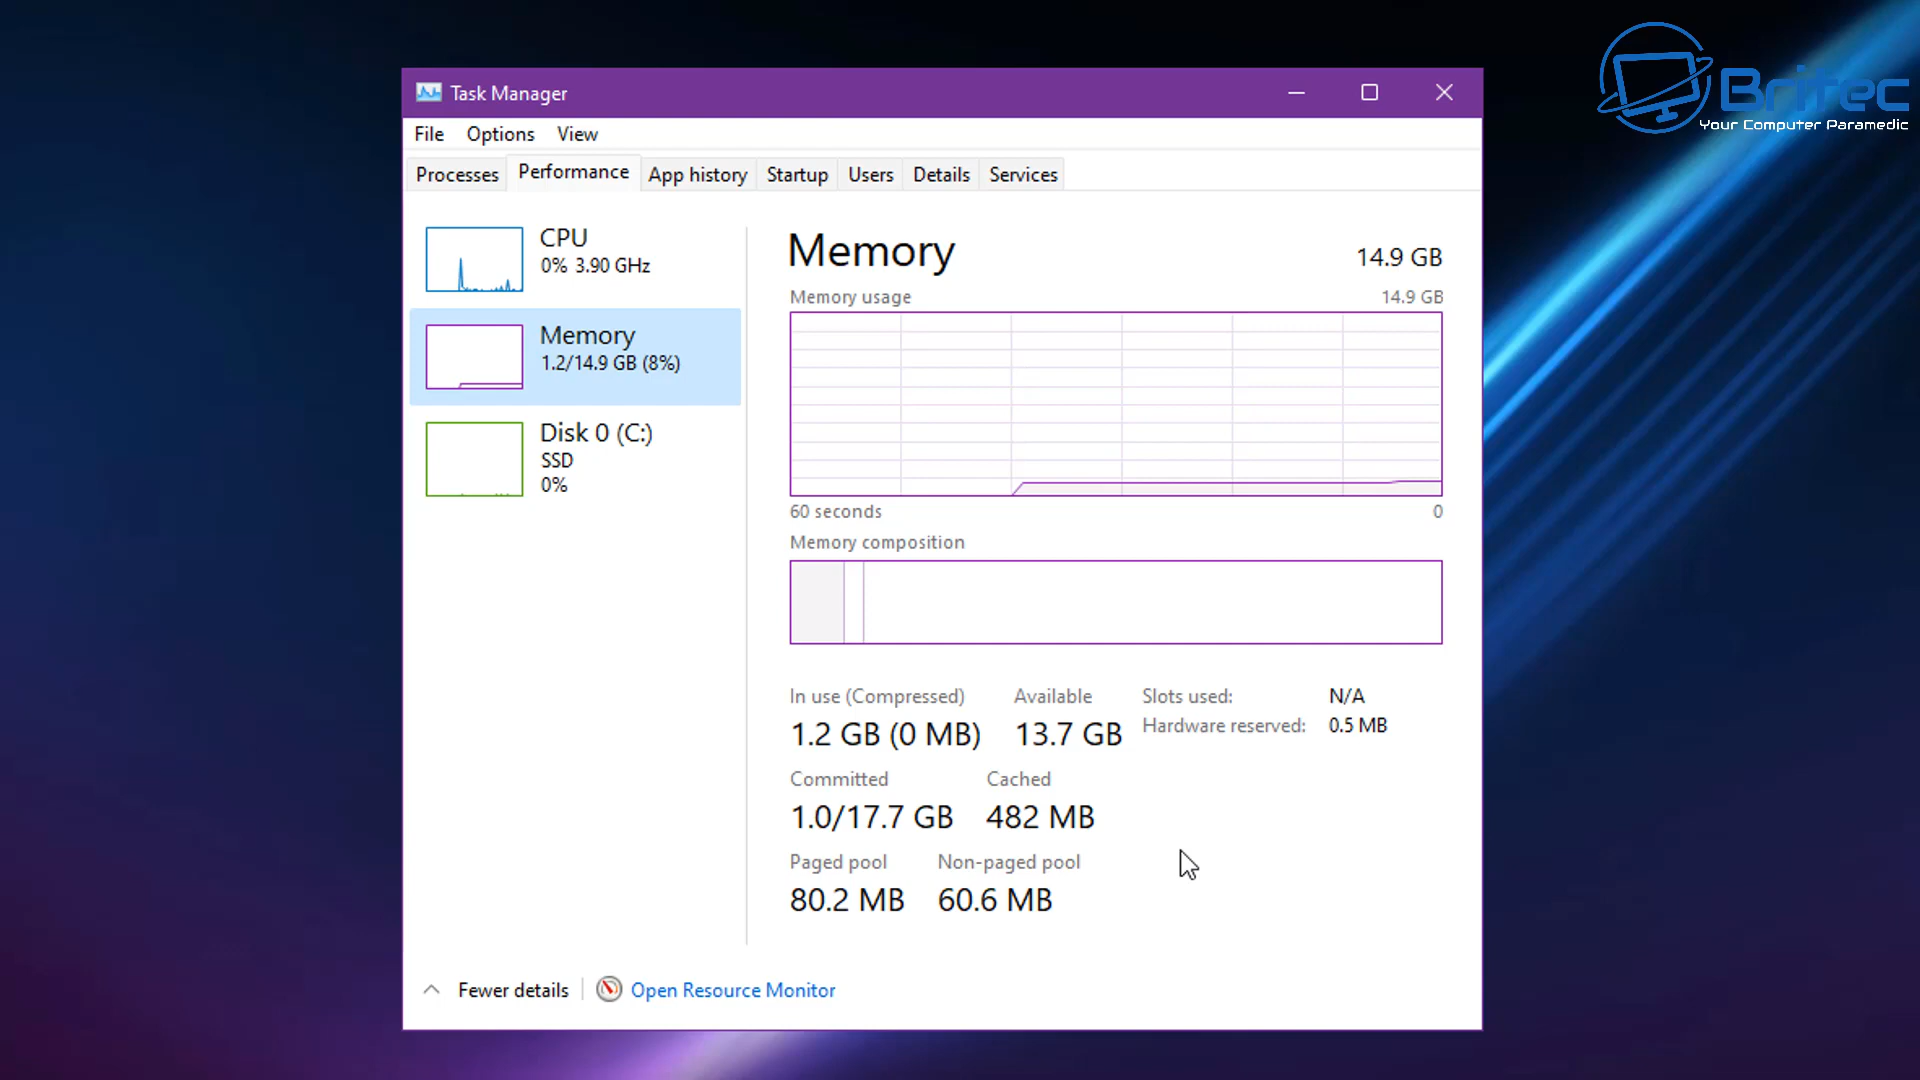 Britec
Your Computer Paramedic
Task Manager
File Options View
Processes Performance App history Startup Users Details Services
CPU
0% 3.90 GHz
Memory
1.2/14.9 GB (8%)
Disk 0 (C:)
SSD
0%
Memory 14.9 GB
Memory usage 14.9 GB
60 seconds 0
Memory composition
In use (Compressed) Available Slots used: N/A
1.2 GB (0 MB) 13.7 GB Hardware reserved: 0.5 MB
Committed Cached
1.0/17.7 GB 482 MB
Paged pool Non-paged pool
80.2 MB 60.6 MB
Fewer details Open Resource Monitor